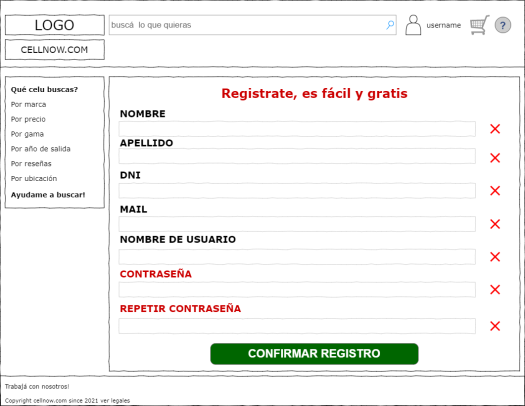 LOGO
buscá lo que quieras
username
?
CELLNOW.COM
Qué celu buscas?
Por marca
Por precio
Por gama
Por año de salida
Por reseñas
Por ubicación
Ayudame a buscar!
Registrate, es fácil y gratis
NOMBRE
APELLIDO
DNI
MAIL
NOMBRE DE USUARIO
CONTRASEÑA
REPETIR CONTRASEÑA
CONFIRMAR REGISTRO
Trabajá con nosotros!
Copyright cellnow.com since 2021 ver legales